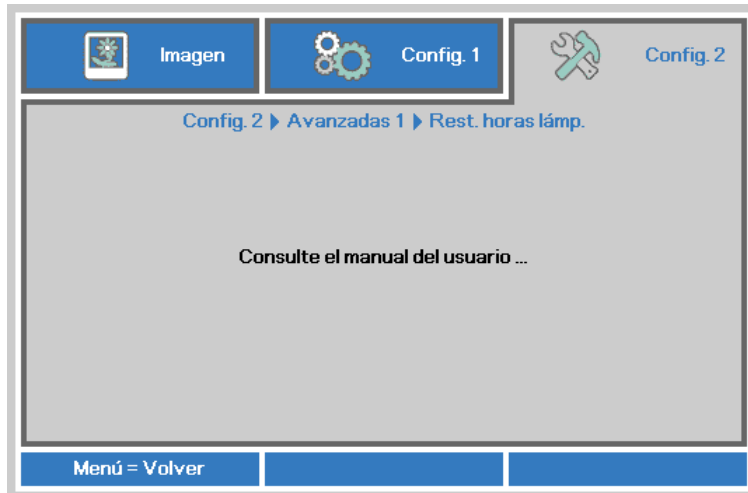 Imagen
Config. 1
Config. 2
Config. 2 ▶ Avanzadas 1 ▶ Rest. horas lámp.
Consulte el manual del usuario ...
Menú = Volver